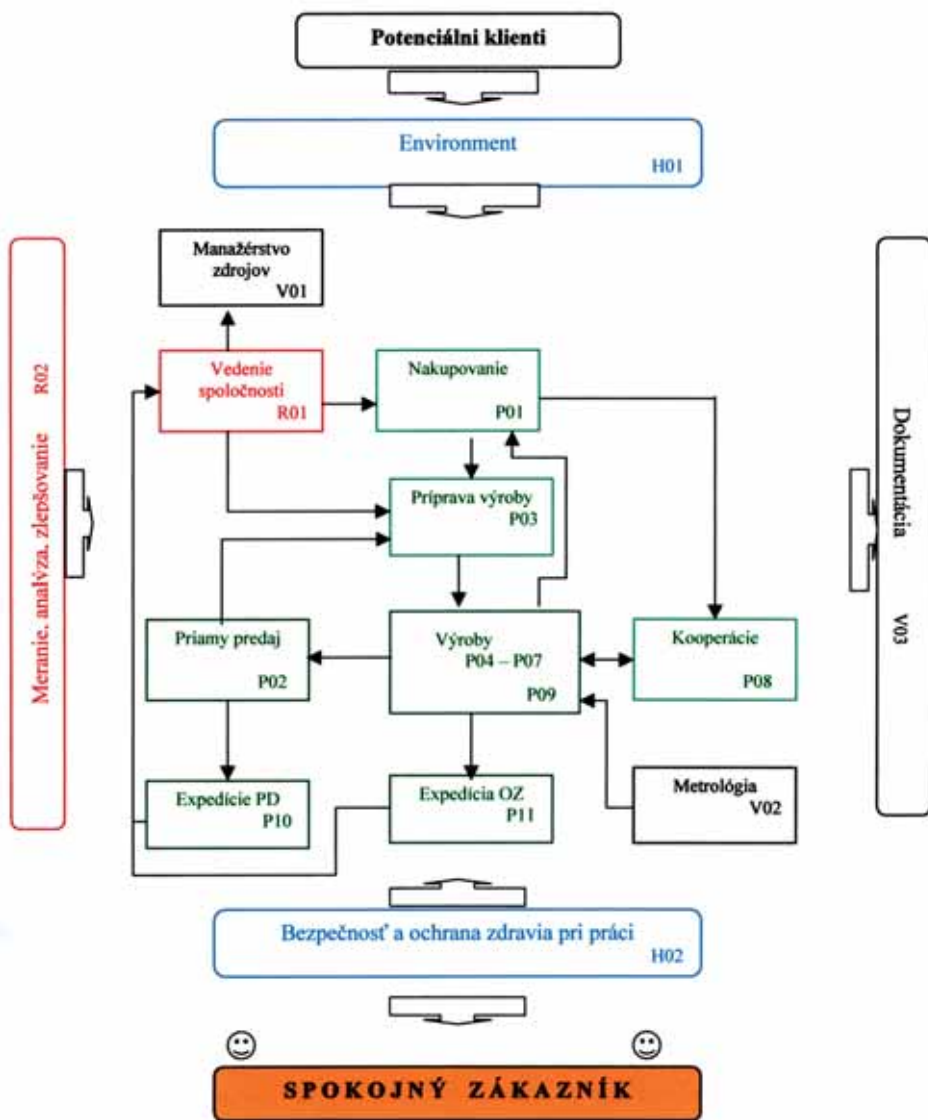 Potenciálni klienti
Environment
H01
Manažérstvo
zdrojov
V01
Meranie, analýza, zlepšovanie R02
Vedenie
spoločnosti
R01
Nakupovanie
P01
Dokumentácia V03
Príprava výroby
P03
Priamy predaj
P02
Výroby
P04 – P07
P09
Kooperácie
P08
Expedície PD
P10
Expedícia OZ
P11
Metrológia
V02
Bezpečnosť a ochrana zdravia pri práci
H02
SPOKOJNÝ ZÁKAZNÍK